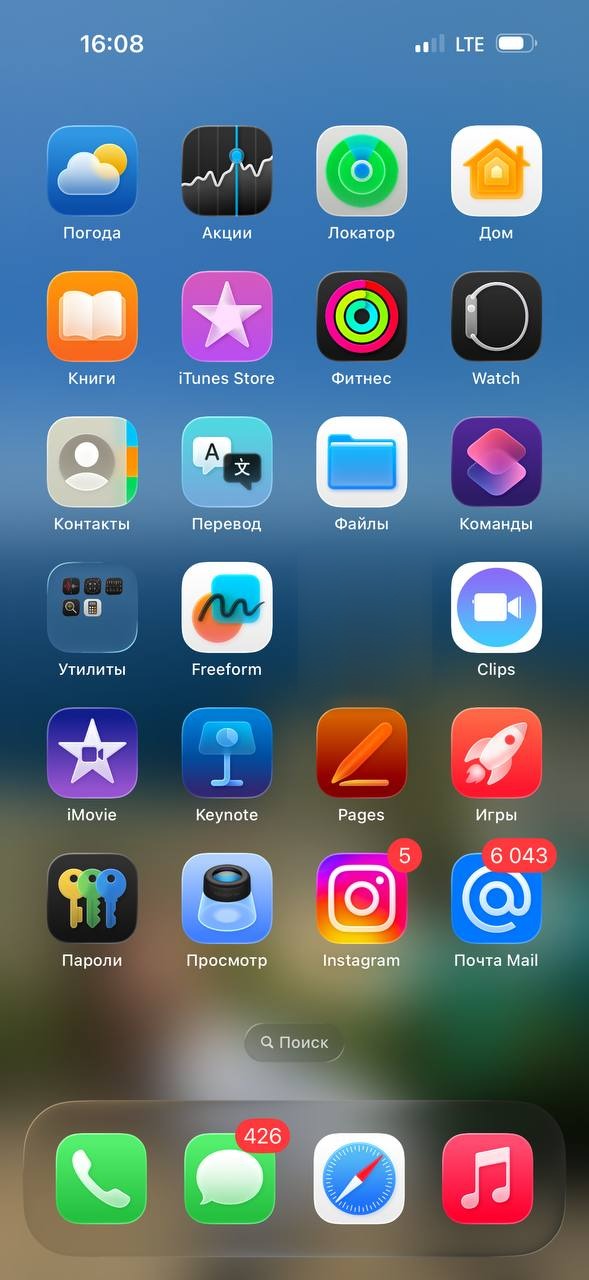 16:08 LTE
Погода Акции Локатор Дом
Книги iTunes Store Фитнес Watch
A 文
Контакты Перевод Файлы Команды
Утилиты Freeform Clips
iMovie Keynote Pages Игры
5 6 043
Пароли Просмотр Instagram Почта Mail
Поиск
426